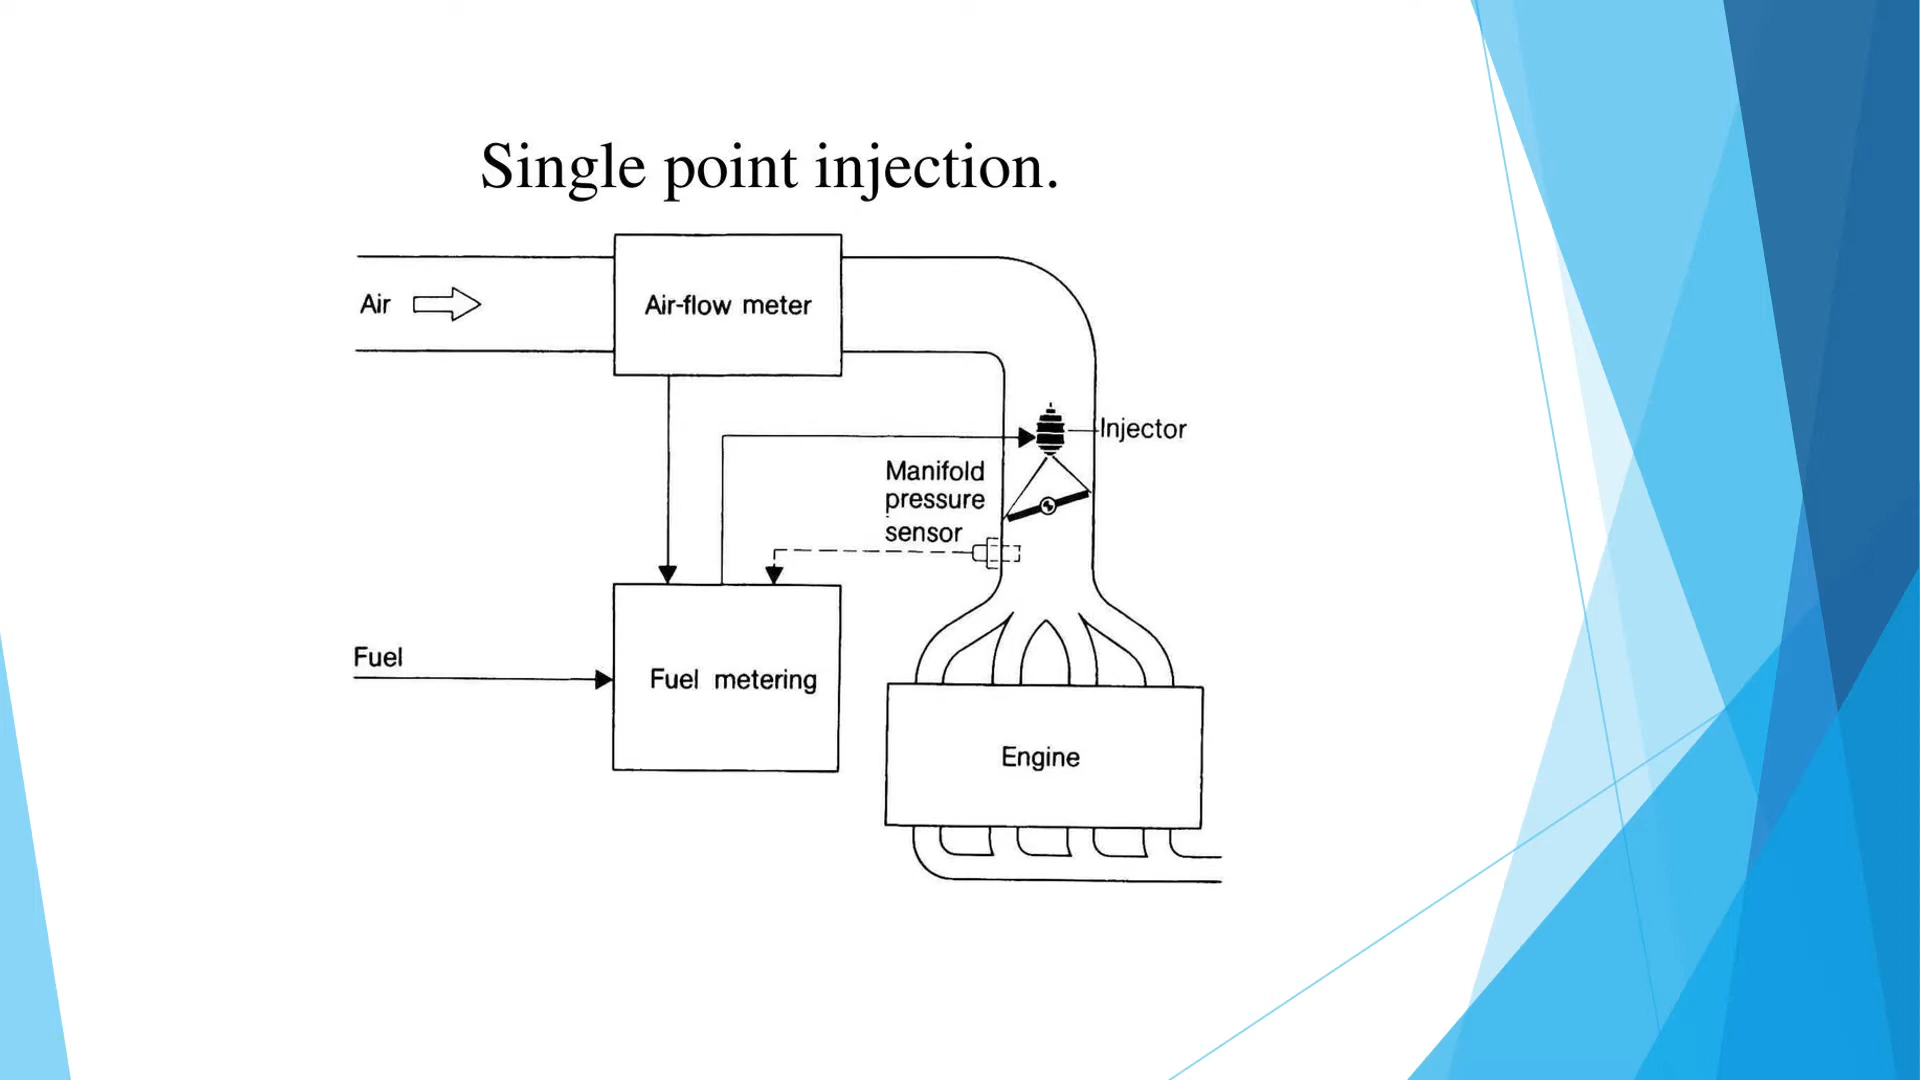 Single point injection.
Air
Air-flow meter
Injector
Manifold
pressure
sensor
Fuel
Fuel metering
Engine